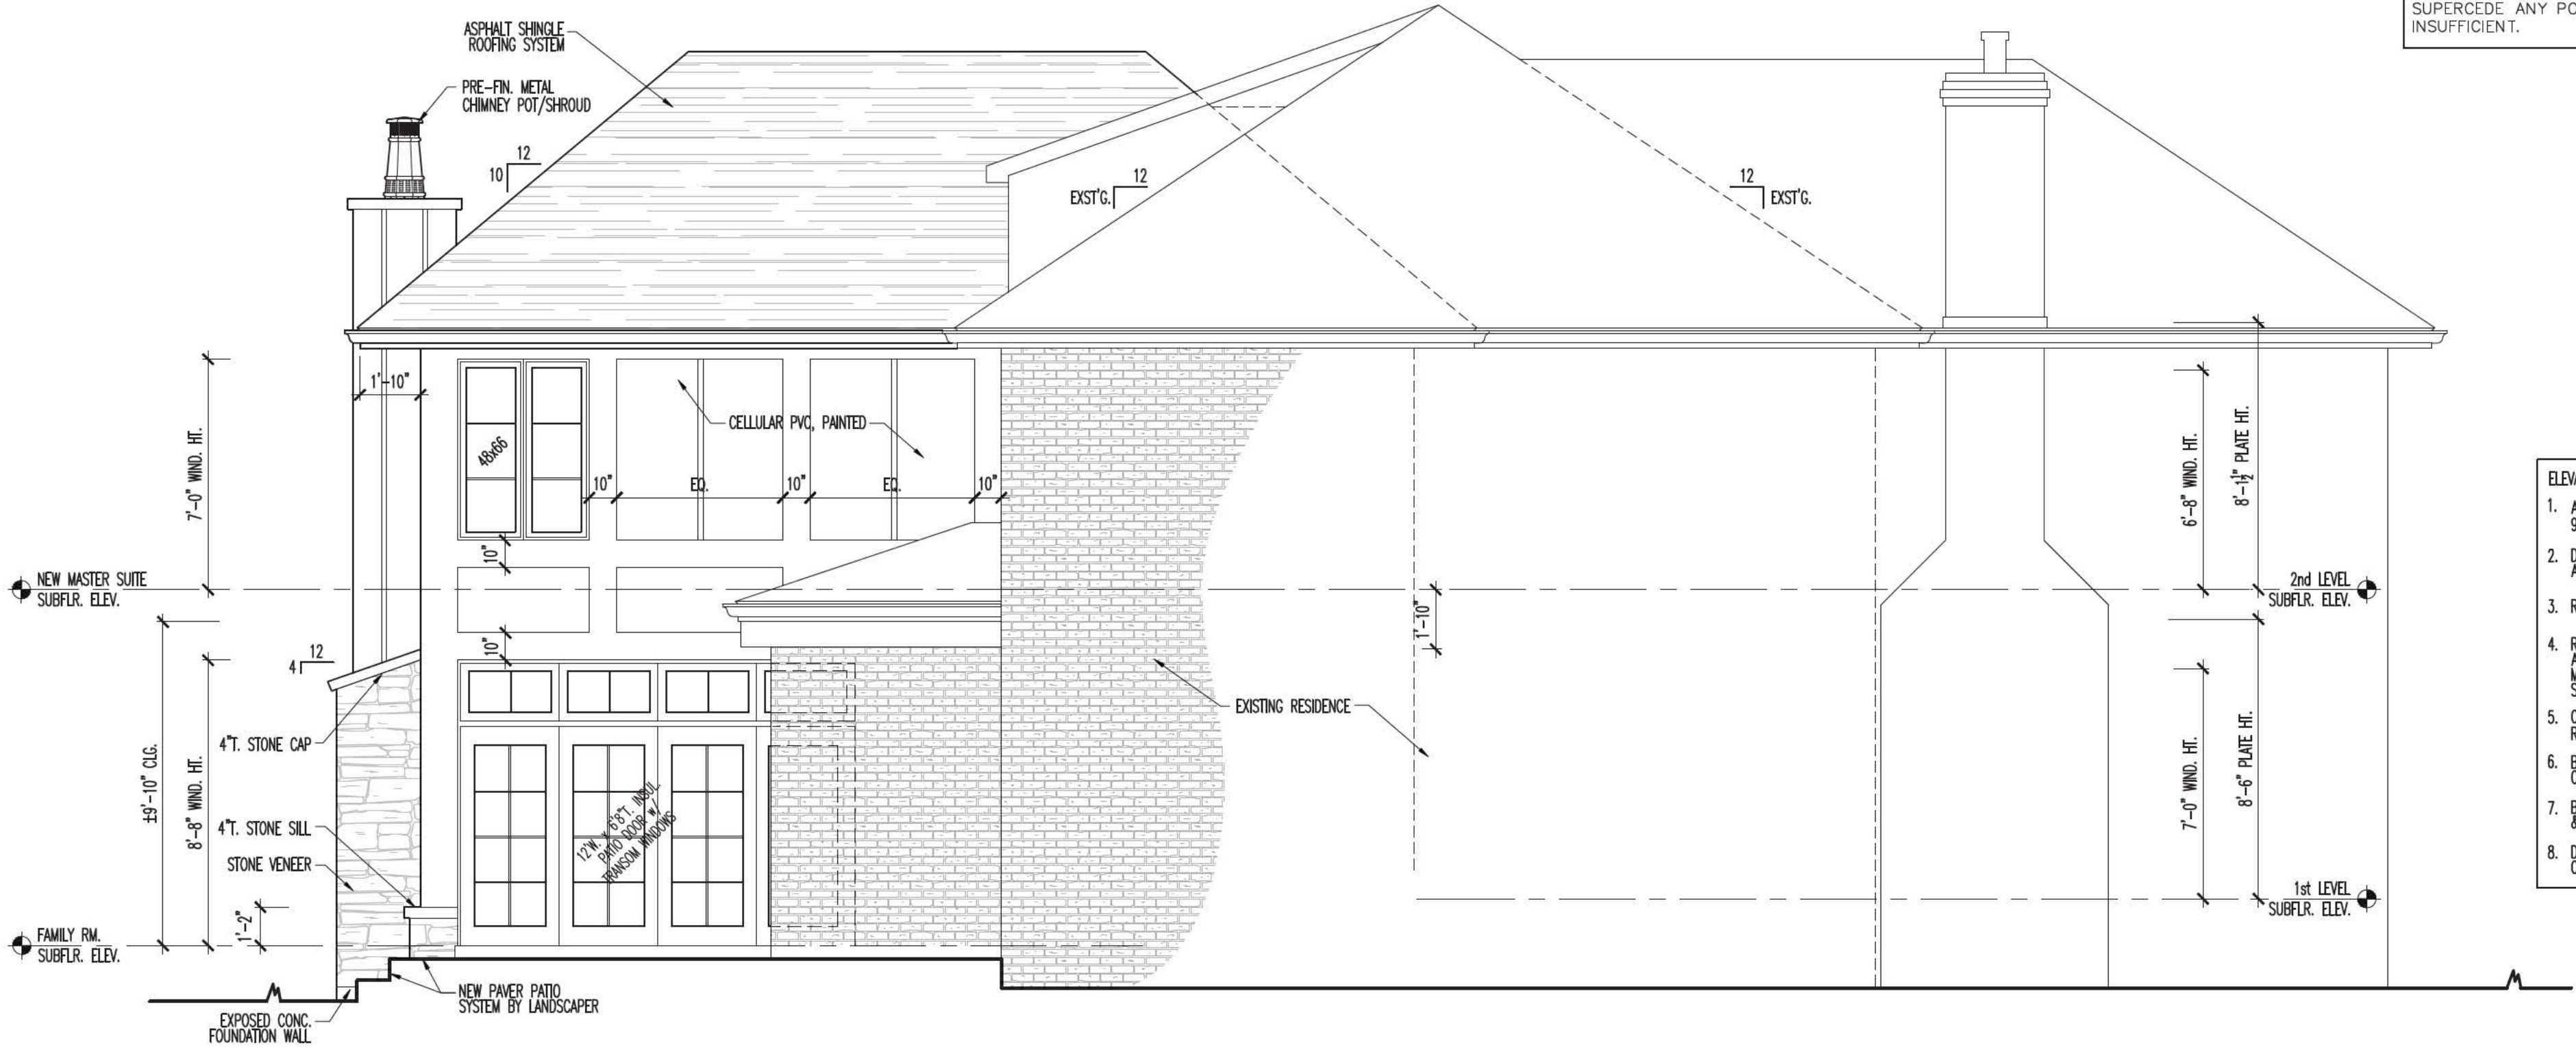 SUPERCEDE ANY
INSUFFICIENT.
ASPHALT SHINGLE
ROOFING SYSTEM
PRE-FIN. METAL
CHIMNEY POT/SHROUD
12
10
EXST'G.
12
12
EXST'G.
1'-10"
7'-0" WIND. HT.
48x66
CELLULAR PVC, PAINTED
10"
EQ.
10"
EQ.
10"
10"
10"
6'-8" WIND. HT.
8'-1½" PLATE HT.
NEW MASTER SUITE
SUBFLR. ELEV.
2nd LEVEL
SUBFLR. ELEV.
1'-10"
12
4
4"T. STONE CAP
EXISTING RESIDENCE
±9'-10" CLG.
8'-8" WIND. HT.
4"T. STONE SILL
STONE VENEER
12'W. x 6'8"T. INSUL.
PATIO DOOR W/
TRANSOM WINDOWS
7'-0" WIND. HT.
8'-6" PLATE HT.
1'-2"
1st LEVEL
SUBFLR. ELEV.
FAMILY RM.
SUBFLR. ELEV.
NEW PAVER PATIO
SYSTEM BY LANDSCAPER
EXPOSED CONC.
FOUNDATION WALL
1.
2.
3.
4.
5.
6.
7.
8.